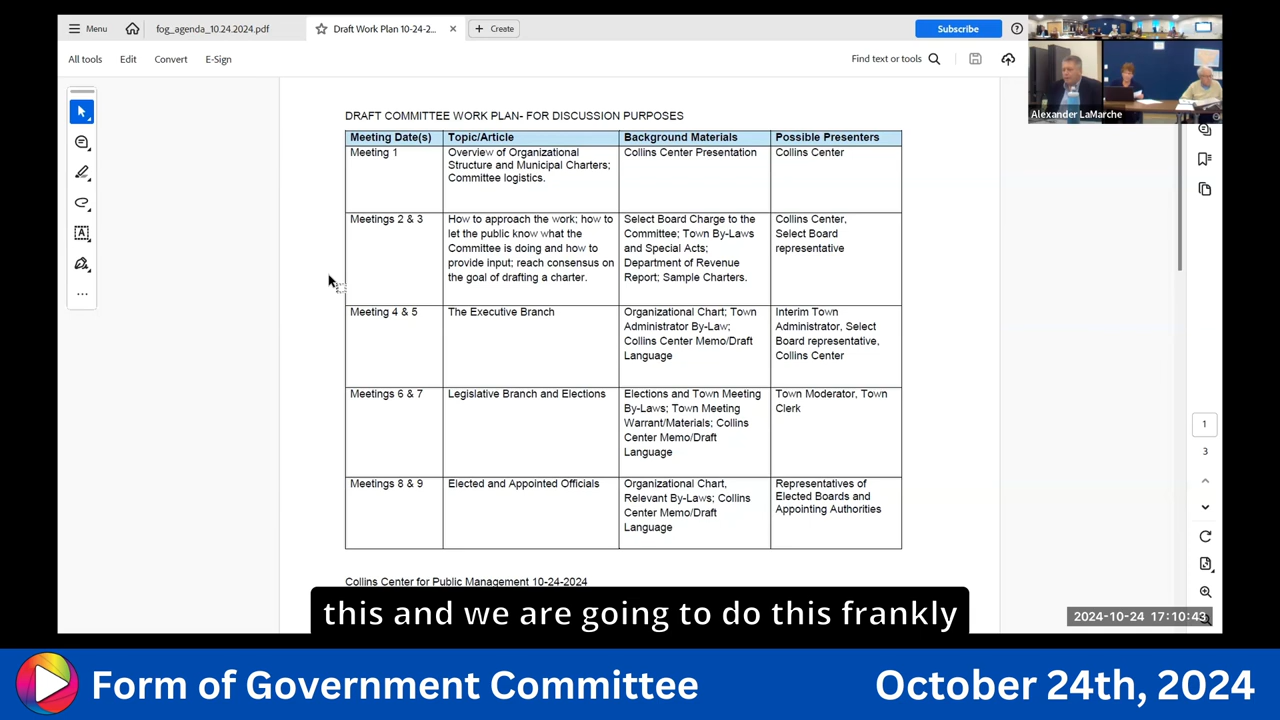 Menu
fog_agenda_10.24.2024.pdf
Draft Work Plan 10-24-2...
Create
Subscribe
All tools
Edit
Convert
E-Sign
Find text or tools
Alexander LaMarche
DRAFT COMMITTEE WORK PLAN- FOR DISCUSSION PURPOSES
Meeting Date(s)
Topic/Article
Background Materials
Possible Presenters
Meeting 1
Overview of Organizational
Structure and Municipal Charters;
Committee logistics.
Collins Center Presentation
Collins Center
Meetings 2 & 3
How to approach the work; how to
let the public know what the
Committee is doing and how to
provide input; reach consensus on
the goal of drafting a charter.
Select Board Charge to the
Committee; Town By-Laws
and Special Acts;
Department of Revenue
Report; Sample Charters.
Collins Center,
Select Board
representative
Meeting 4 & 5
The Executive Branch
Organizational Chart; Town
Administrator By-Law;
Collins Center Memo/Draft
Language
Interim Town
Administrator, Select
Board representative,
Collins Center
Meetings 6 & 7
Legislative Branch and Elections
Elections and Town Meeting
By-Laws; Town Meeting
Warrant/Materials; Collins
Center Memo/Draft
Language
Town Moderator, Town
Clerk
Meetings 8 & 9
Elected and Appointed Officials
Organizational Chart,
Relevant By-Laws; Collins
Center Memo/Draft
Language
Representatives of
Elected Boards and
Appointing Authorities
Collins Center for Public Management 10-24-2024
1
3
this and we are going to do this frankly
2024-10-24 17:10:43
Form of Government Committee
October 24th, 2024